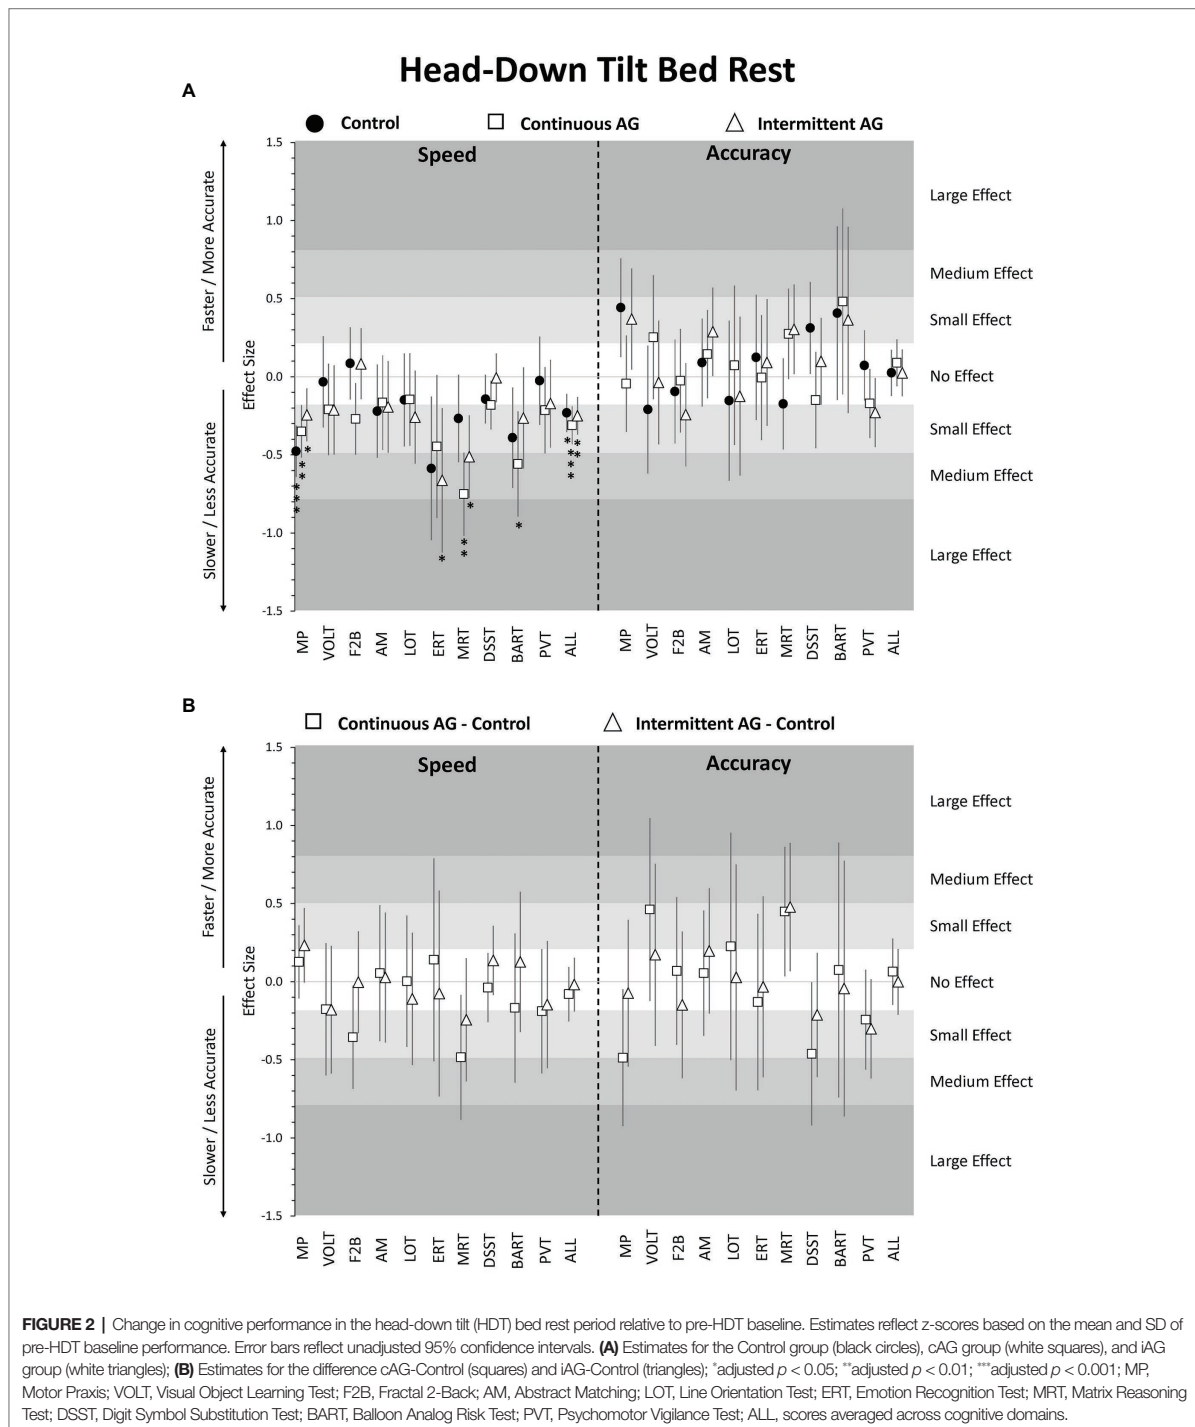 Head-Down Tilt Bed Rest
A
Control
Continuous AG
Intermittent AG
Speed
Accuracy
Faster / More Accurate
Slower / Less Accurate
Effect Size
1.5
1.0
0.5
0.0
-0.5
-1.0
-1.5
Large Effect
Medium Effect
Small Effect
No Effect
Small Effect
Medium Effect
Large Effect
*
**
***
*
*
**
*
*
***
**
MP
VOLT
F2B
AM
LOT
ERT
MRT
DSST
BART
PVT
ALL
MP
VOLT
F2B
AM
LOT
ERT
MRT
DSST
BART
PVT
ALL
B
Continuous AG - Control
Intermittent AG - Control
Speed
Accuracy
Faster / More Accurate
Slower / Less Accurate
Effect Size
1.5
1.0
0.5
0.0
-0.5
-1.0
-1.5
Large Effect
Medium Effect
Small Effect
No Effect
Small Effect
Medium Effect
Large Effect
MP
VOLT
F2B
AM
LOT
ERT
MRT
DSST
BART
PVT
ALL
MP
VOLT
F2B
AM
LOT
ERT
MRT
DSST
BART
PVT
ALL
FIGURE 2 | Change in cognitive performance in the head-down tilt (HDT) bed rest period relative to pre-HDT baseline. Estimates reflect z-scores based on the mean and SD of
pre-HDT baseline performance. Error bars reflect unadjusted 95% confidence intervals. (A) Estimates for the Control group (black circles), cAG group (white squares), and iAG
group (white triangles); (B) Estimates for the difference cAG-Control (squares) and iAG-Control (triangles); *adjusted p < 0.05; **adjusted p < 0.01; ***adjusted p < 0.001; MP,
Motor Praxis; VOLT, Visual Object Learning Test; F2B, Fractal 2-Back; AM, Abstract Matching; LOT, Line Orientation Test; ERT, Emotion Recognition Test; MRT, Matrix Reasoning
Test; DSST, Digit Symbol Substitution Test; BART, Balloon Analog Risk Test; PVT, Psychomotor Vigilance Test; ALL, scores averaged across cognitive domains.